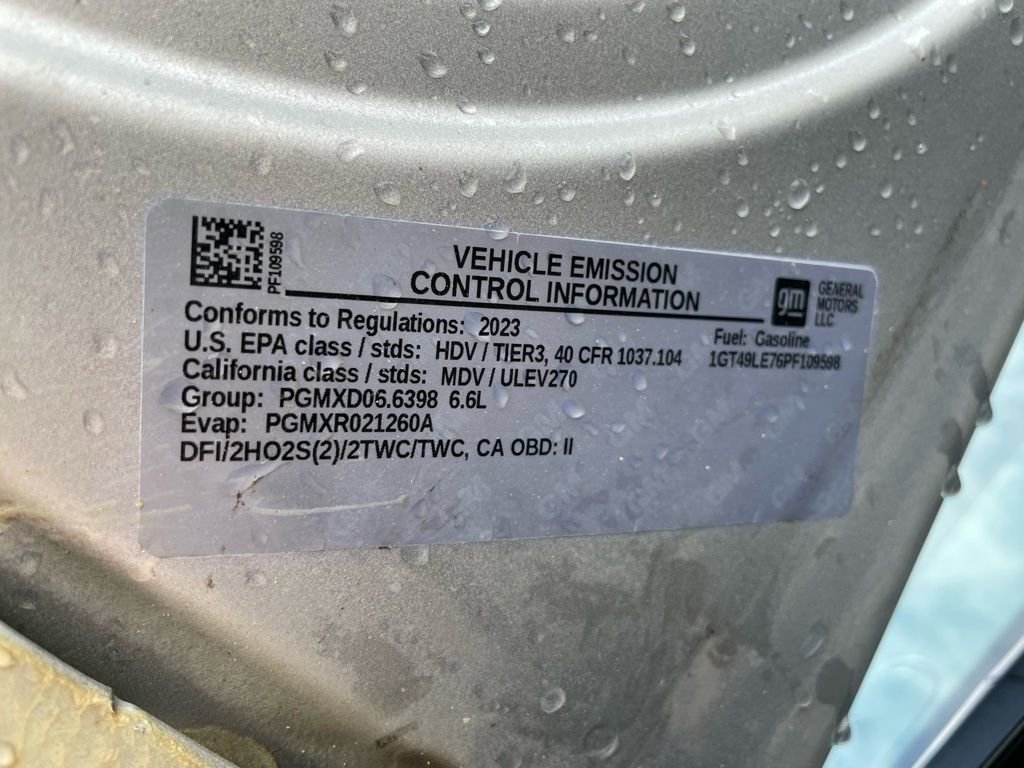 PF109598
VEHICLE EMISSION
CONTROL INFORMATION
gm GENERAL
MOTORS
LLC
Conforms to Regulations: 2023
Fuel: Gasoline
U.S. EPA class / stds: HDV / TIER3, 40 CFR 1037.104
1GT49LE76PF109598
California class / stds: MDV / ULEV270
Group: PGMXD06.6398 6.6L
Evap: PGMXR021260A
DFI/2HO2S(2)/2TWC/TWC, CA OBD: II